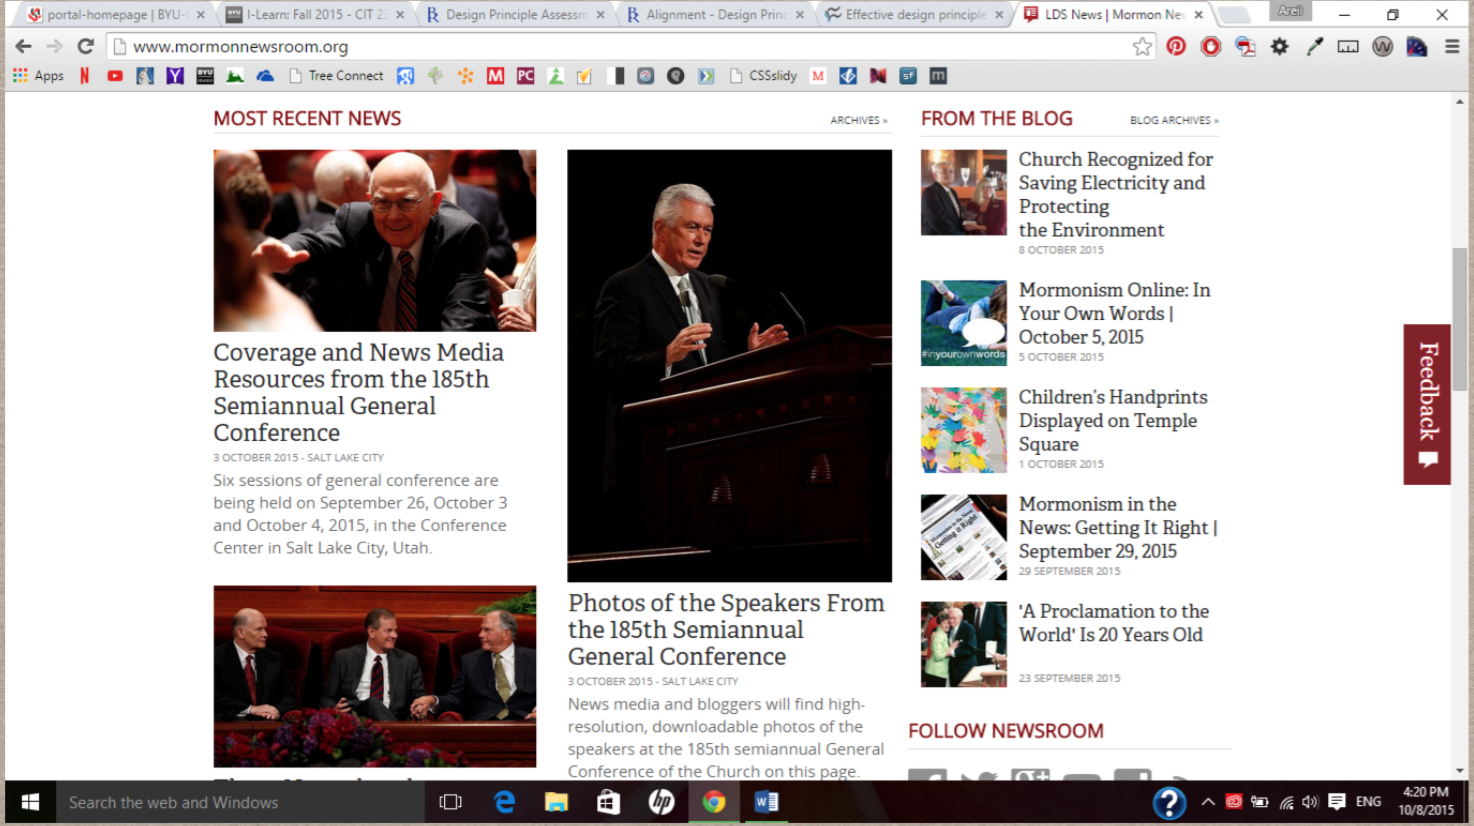 portal-homepage | BYU-I
I-Learn: Fall 2015 - CIT 23
Design Principle Assessm
Alignment - Design Princ
Effective design principle
LDS News | Mormon Nev
Areil
www.mormonnewsroom.org
Apps
Tree Connect
CSSslidy
MOST RECENT NEWS
ARCHIVES »
Coverage and News Media
Resources from the 185th
Semiannual General
Conference
3 OCTOBER 2015 - SALT LAKE CITY
Six sessions of general conference are
being held on September 26, October 3
and October 4, 2015, in the Conference
Center in Salt Lake City, Utah.
Photos of the Speakers From
the 185th Semiannual
General Conference
3 OCTOBER 2015 - SALT LAKE CITY
News media and bloggers will find high-
resolution, downloadable photos of the
speakers at the 185th semiannual General
Conference of the Church on this page.
FROM THE BLOG
BLOG ARCHIVES »
Church Recognized for
Saving Electricity and
Protecting
the Environment
8 OCTOBER 2015
#inyourownwords
Mormonism Online: In
Your Own Words |
October 5, 2015
5 OCTOBER 2015
Children's Handprints
Displayed on Temple
Square
1 OCTOBER 2015
Getting it Right
Mormonism in the
News: Getting It Right |
September 29, 2015
29 SEPTEMBER 2015
'A Proclamation to the
World' Is 20 Years Old
23 SEPTEMBER 2015
FOLLOW NEWSROOM
Feedback
Search the web and Windows
ENG
4:20 PM
10/8/2015